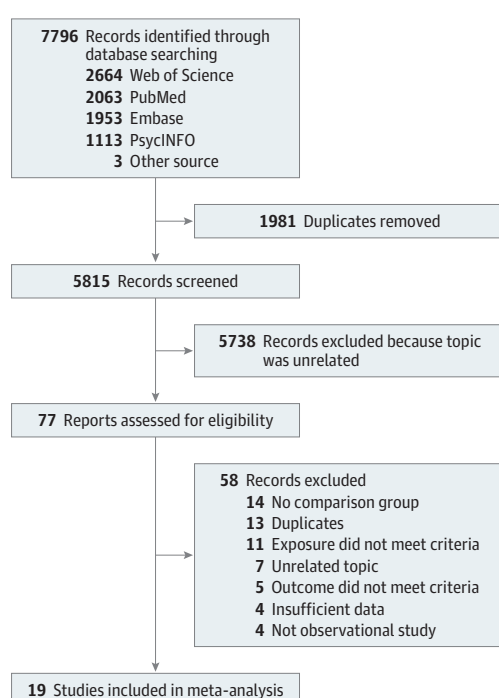 7796 Records identified through
database searching
2664 Web of Science
2063 PubMed
1953 Embase
1113 PsycINFO
3 Other source
1981 Duplicates removed
5815 Records screened
5738 Records excluded because topic
was unrelated
77 Reports assessed for eligibility
58 Records excluded
14 No comparison group
13 Duplicates
11 Exposure did not meet criteria
7 Unrelated topic
5 Outcome did not meet criteria
4 Insufficient data
4 Not observational study
19 Studies included in meta-analysis